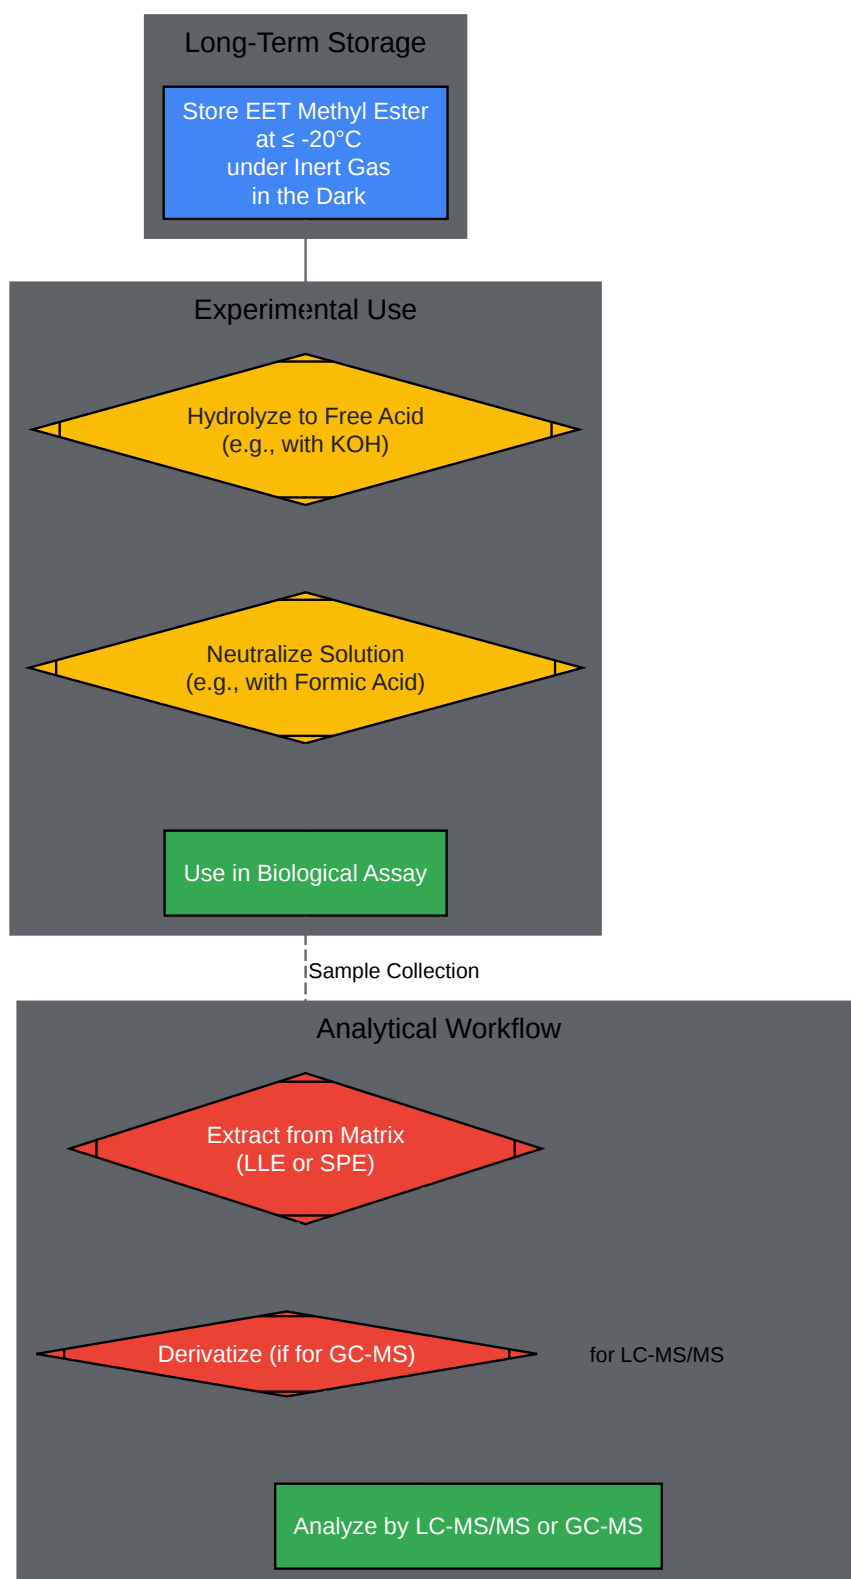 Long-Term Storage
Store EET Methyl Ester
at ≤ -20°C
under Inert Gas
in the Dark
Experimental Use
Hydrolyze to Free Acid
(e.g., with KOH)
Neutralize Solution
(e.g., with Formic Acid)
Use in Biological Assay
Sample Collection
Analytical Workflow
Extract from Matrix
(LLE or SPE)
Derivatize (if for GC-MS)
for LC-MS/MS
Analyze by LC-MS/MS or GC-MS